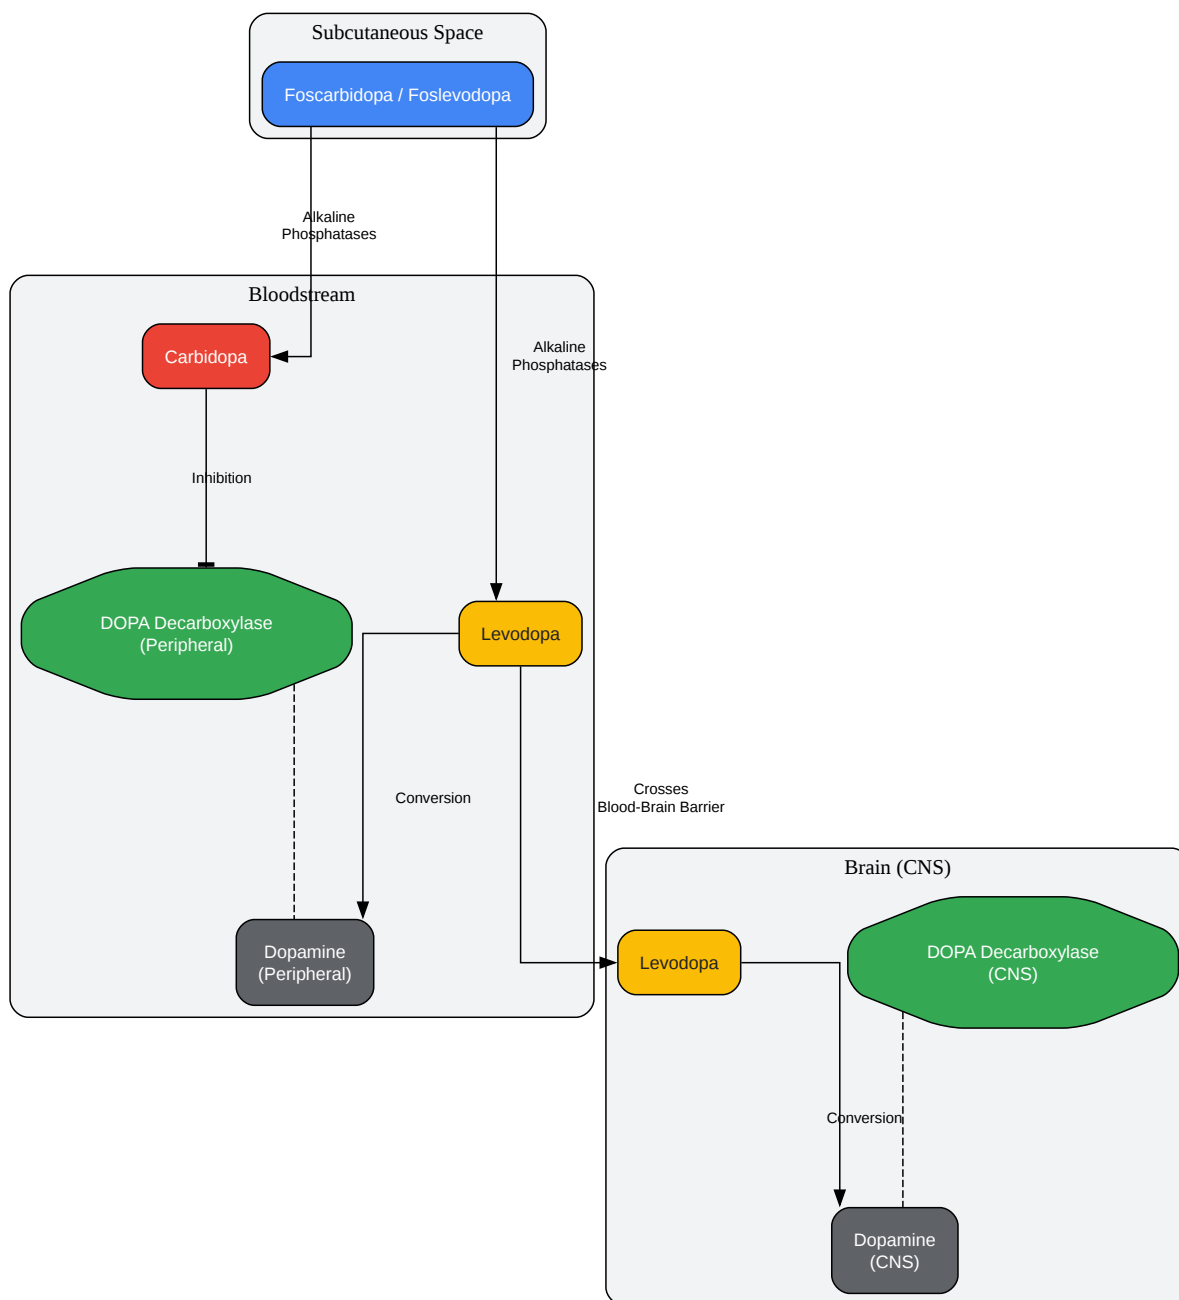 Subcutaneous Space
Foscarbidopa / Foslevodopa
Alkaline
Phosphatases
Bloodstream
Carbidopa
Alkaline
Phosphatases
Inhibition
DOPA Decarboxylase
(Peripheral)
Levodopa
Conversion
Crosses
Blood-Brain Barrier
Brain (CNS)
Dopamine
(Peripheral)
Levodopa
DOPA Decarboxylase
(CNS)
Conversion
Dopamine
(CNS)